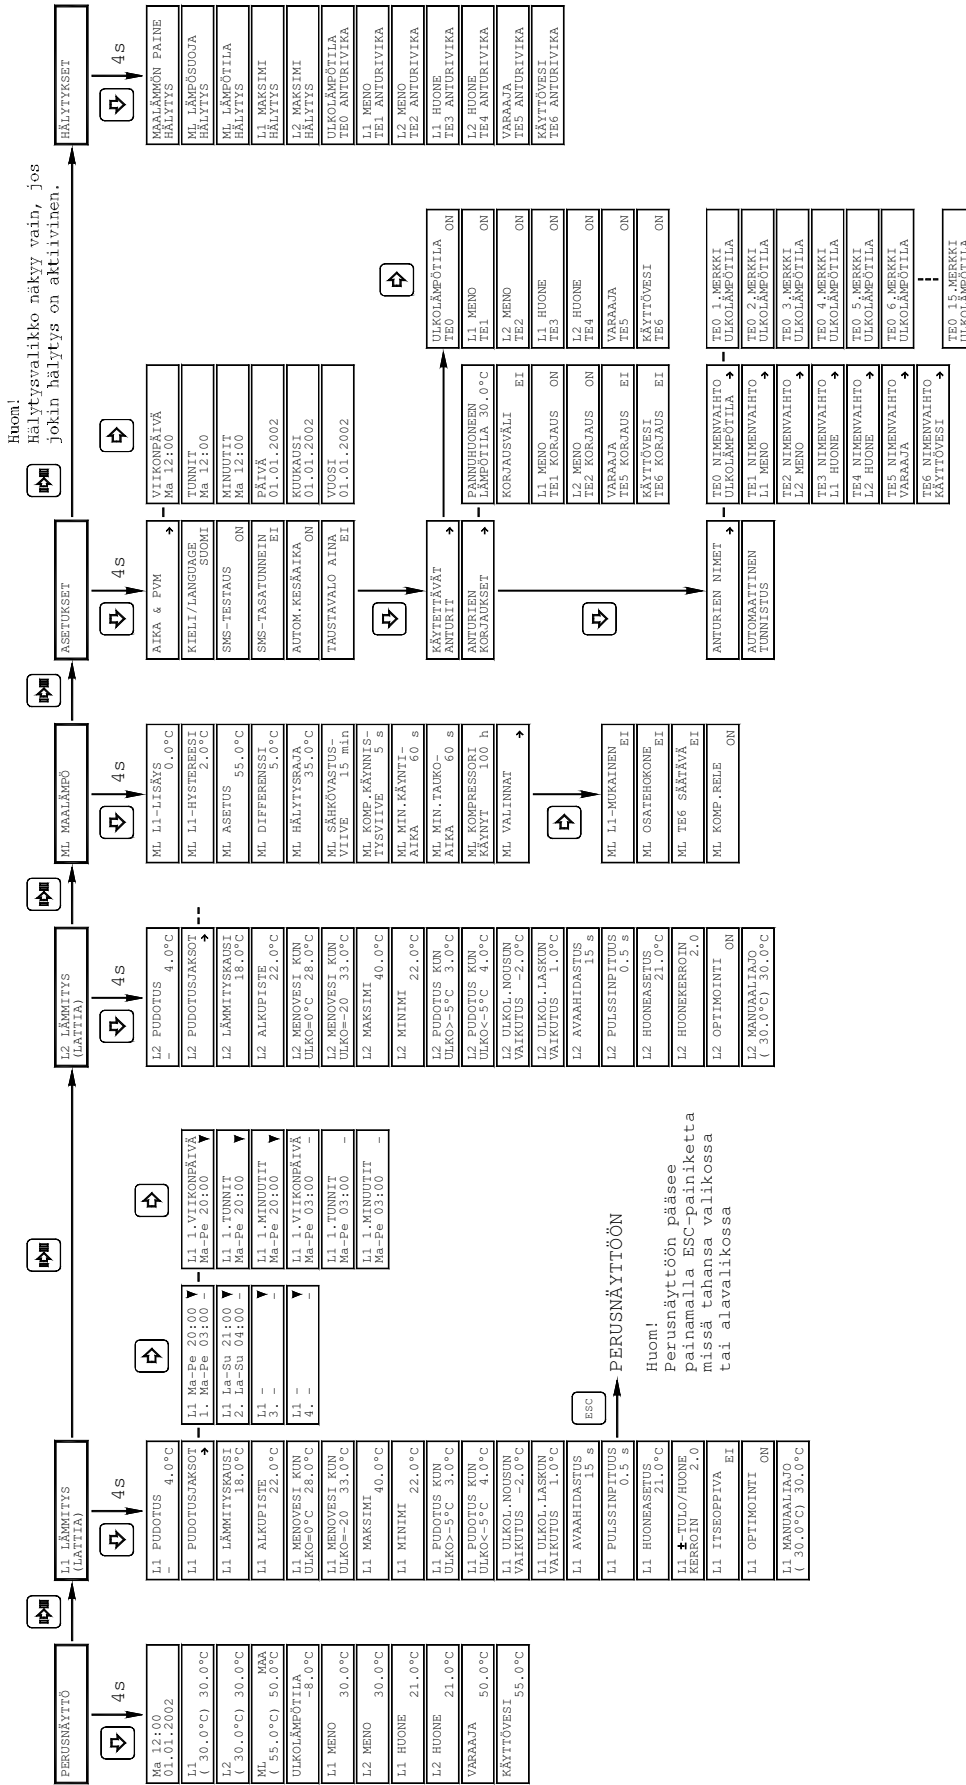 PERUSNÄYTTÖ
4s
Ma 12:00
01.01.2002
L1
( 30.0°C) 30.0°C
L2
( 30.0°C) 30.0°C
ML MAA
( 55.0°C) 50.0°C
ULKOLÄMPÖTILA
-8.0°C
L1 MENO
30.0°C
L2 MENO
30.0°C
L1 HUONE
21.0°C
L2 HUONE
21.0°C
VARAAJA
50.0°C
KÄYTTÖVESI
55.0°C
L1 LÄMMITYS
(LATTIA)
4s
L1 PUDOTUS
- 4.0°C
L1 PUDOTUSJAKSOT
L1 LÄMMITYSKAUSI
18.0°C
L1 ALKUPISTE
22.0°C
L1 MENOVESI KUN
ULKO=0°C 28.0°C
L1 MENOVESI KUN
ULKO=-20 33.0°C
L1 MAKSIMI
40.0°C
L1 MINIMI
22.0°C
L1 PUDOTUS KUN
ULKO>-5°C 3.0°C
L1 PUDOTUS KUN
ULKO<-5°C 4.0°C
L1 ULKOL.NOUSUN
VAIKUTUS -2.0°C
L1 ULKOL.LASKUN
VAIKUTUS 1.0°C
L1 AVAAHIDASTUS
15 s
L1 PULSSINPITUUS
0.5 s
L1 HUONEASETUS
21.0°C
L1 ±-TULO/HUONE
KERROIN 2.0
L1 ITSEOPPIVA
EI
L1 OPTIMOINTI
ON
L1 MANUAALIAJO
( 30.0°C) 30.0°C
L1 Ma-Pe 20:00 ▼
1. Ma-Pe 03:00 -
L1 La-Su 21:00 ▼
2. La-Su 04:00 -
L1 - ▼
3. -
L1 - ▼
4. -
L1 1.VIIKONPÄIVÄ
Ma-Pe 20:00 ▼
L1 1.TUNNIT
Ma-Pe 20:00 ▼
L1 1.MINUUTIT
Ma-Pe 20:00 ▼
L1 1.VIIKONPÄIVÄ
Ma-Pe 03:00 -
L1 1.TUNNIT
Ma-Pe 03:00 -
L1 1.MINUUTIT
Ma-Pe 03:00 -
ESC
PERUSNÄYTTÖÖN
Huom!
Perusnäyttöön pääsee
painamalla ESC-painiketta
missä tahansa valikossa
tai alavalikossa
L2 LÄMMITYS
(LATTIA)
4s
L2 PUDOTUS
- 4.0°C
L2 PUDOTUSJAKSOT
L2 LÄMMITYSKAUSI
18.0°C
L2 ALKUPISTE
22.0°C
L2 MENOVESI KUN
ULKO=0°C 28.0°C
L2 MENOVESI KUN
ULKO=-20 33.0°C
L2 MAKSIMI
40.0°C
L2 MINIMI
22.0°C
L2 PUDOTUS KUN
ULKO>-5°C 3.0°C
L2 PUDOTUS KUN
ULKO<-5°C 4.0°C
L2 ULKOL.NOUSUN
VAIKUTUS -2.0°C
L2 ULKOL.LASKUN
VAIKUTUS 1.0°C
L2 AVAAHIDASTUS
15 s
L2 PULSSINPITUUS
0.5 s
L2 HUONEASETUS
21.0°C
L2 HUONEKERROIN
2.0
L2 OPTIMOINTI
ON
L2 MANUAALIAJO
( 30.0°C) 30.0°C
ML MAALÄMPÖ
4s
ML L1-LISÄYS
0.0°C
ML L1-HYSTEREESI
2.0°C
ML ASETUS
55.0°C
ML DIFFERENSSI
5.0°C
ML HÄLYTYSRAJA
35.0°C
ML SÄHKÖVASTUS-
VIIVE 15 min
ML KOMP.KÄYNNIS-
TYSVIIVE 5 s
ML MIN.KÄYNTI-
AIKA 60 s
ML MIN.TAUKO-
AIKA 60 s
ML KOMPRESSORI
KÄYNYT 100 h
ML VALINNAT
ML L1-MUKAINEN
EI
ML OSATEHOKONE
EI
ML TE6 SÄÄTÄVÄ
EI
ML KOMP.RELE
ON
ASETUKSET
4s
AIKA & PVM
KIELI/LANGUAGE
SUOMI
SMS-TESTAUS
ON
SMS-TASATUNNEIN
EI
AUTOM.KESÄAIKA
ON
TAUSTAVALO AINA
EI
KÄYTETTÄVÄT
ANTURIT
ANTURIEN
KORJAUKSET
ANTURIEN NIMET
AUTOMAATTINEN
TUNNISTUS
VIIKONPÄIVÄ
Ma 12:00
TUNNIT
Ma 12:00
MINUUTIT
Ma 12:00
PÄIVÄ
01.01.2002
KUUKAUSI
01.01.2002
VUOSI
01.01.2002
PANNUHUONEEN
LÄMPÖTILA 30.0°C
KORJAUSVÄLI
EI
L1 MENO
TE1 KORJAUS ON
L2 MENO
TE2 KORJAUS ON
VARAAJA
TE5 KORJAUS EI
KÄYTTÖVESI
TE6 KORJAUS EI
ULKOLÄMPÖTILA
TE0 ON
L1 MENO
TE1 ON
L2 MENO
TE2 ON
L1 HUONE
TE3 ON
L2 HUONE
TE4 ON
VARAAJA
TE5 ON
KÄYTTÖVESI
TE6 ON
TE0 NIMENVAIHTO
ULKOLÄMPÖTILA
TE1 NIMENVAIHTO
L1 MENO
TE2 NIMENVAIHTO
L2 MENO
TE3 NIMENVAIHTO
L1 HUONE
TE4 NIMENVAIHTO
L2 HUONE
TE5 NIMENVAIHTO
VARAAJA
TE6 NIMENVAIHTO
KÄYTTÖVESI
TE0 1.MERKKI
ULKOLÄMPÖTILA
TE0 2.MERKKI
ULKOLÄMPÖTILA
TE0 3.MERKKI
ULKOLÄMPÖTILA
TE0 4.MERKKI
ULKOLÄMPÖTILA
TE0 5.MERKKI
ULKOLÄMPÖTILA
TE0 6.MERKKI
ULKOLÄMPÖTILA
TE0 15.MERKKI
ULKOLÄMPÖTILA
Huom!
Hälytysvalikko näkyy vain, jos
jokin hälytys on aktiivinen.
HÄLYTYKSET
4s
MAALÄMMÖN PAINE
HÄLYTYS
ML LÄMPÖSUOJA
HÄLYTYS
ML LÄMPÖTILA
HÄLYTYS
L1 MAKSIMI
HÄLYTYS
L2 MAKSIMI
HÄLYTYS
ULKOLÄMPÖTILA
TE0 ANTURIVIKA
L1 MENO
TE1 ANTURIVIKA
L2 MENO
TE2 ANTURIVIKA
L1 HUONE
TE3 ANTURIVIKA
L2 HUONE
TE4 ANTURIVIKA
VARAAJA
TE5 ANTURIVIKA
KÄYTTÖVESI
TE6 ANTURIVIKA